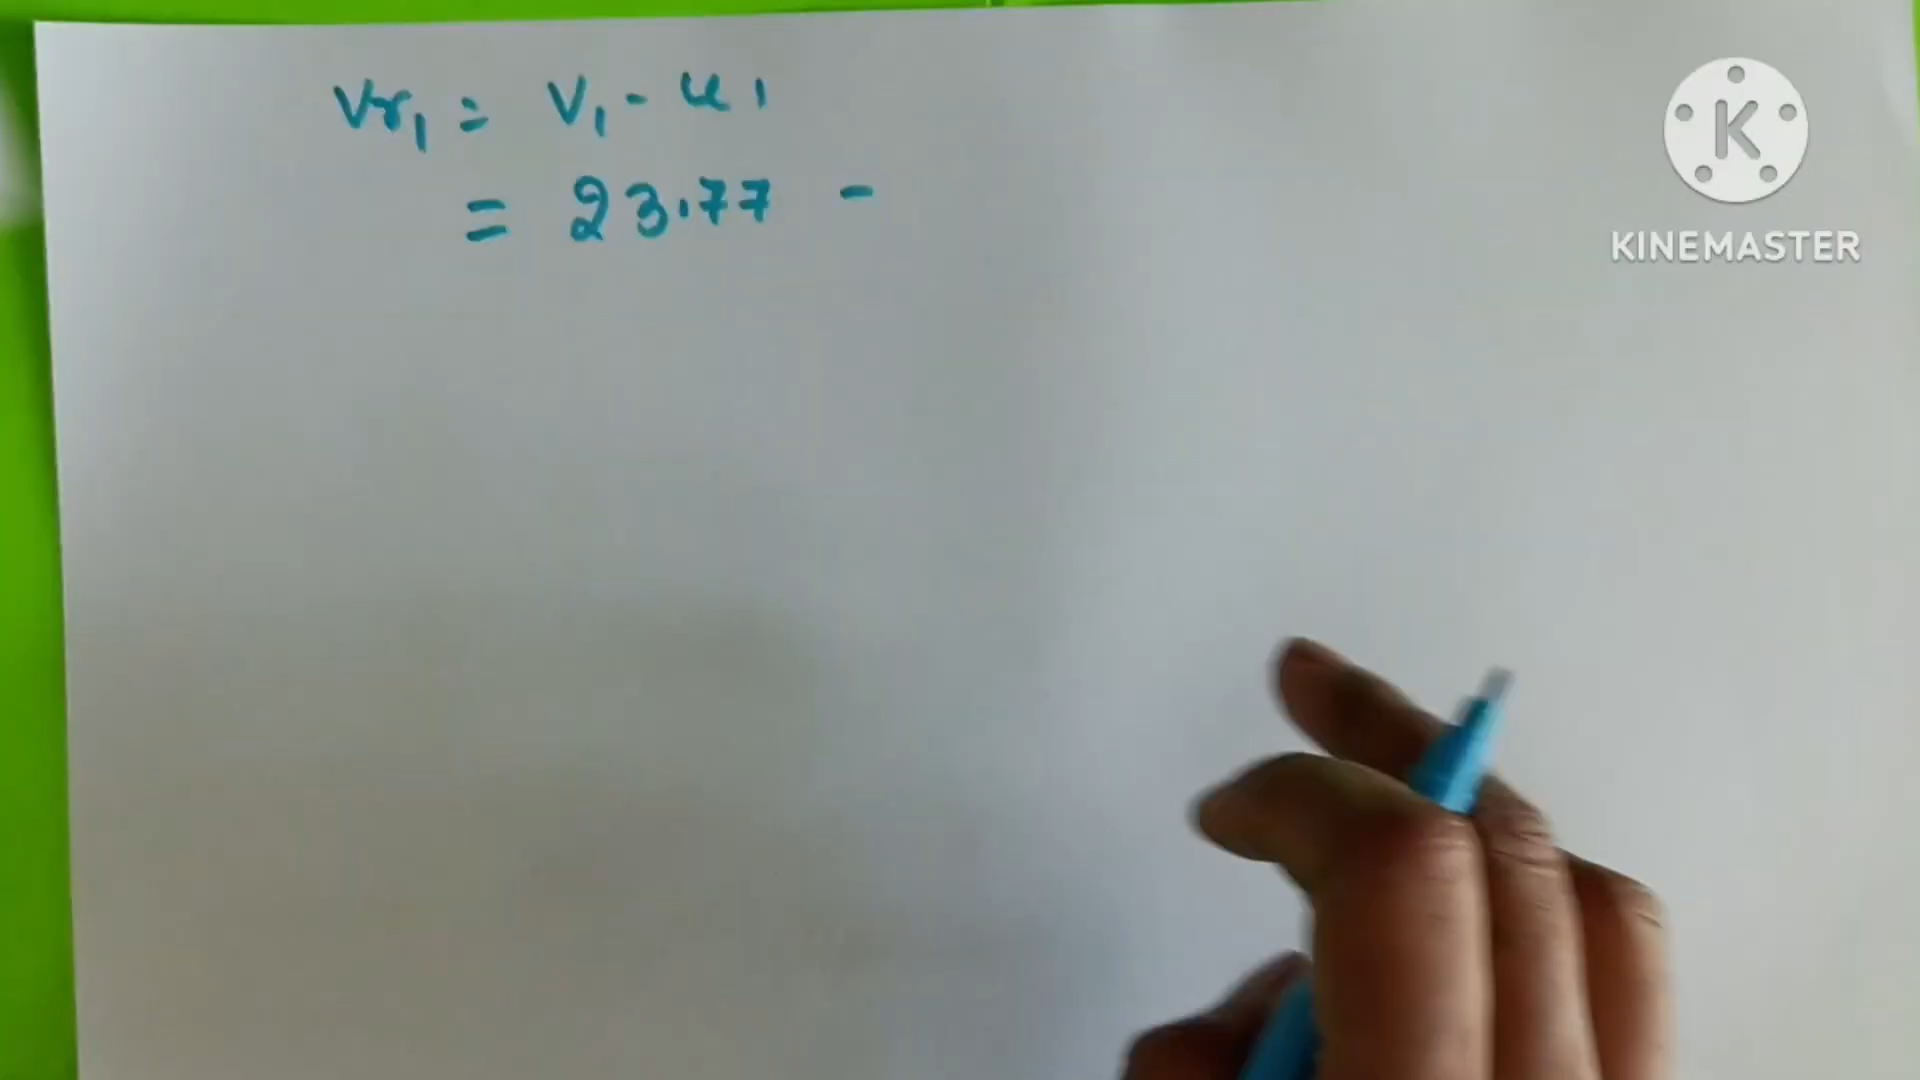 Vr₁ = V₁ - u₁
= 23.77 -
K
KINEMASTER